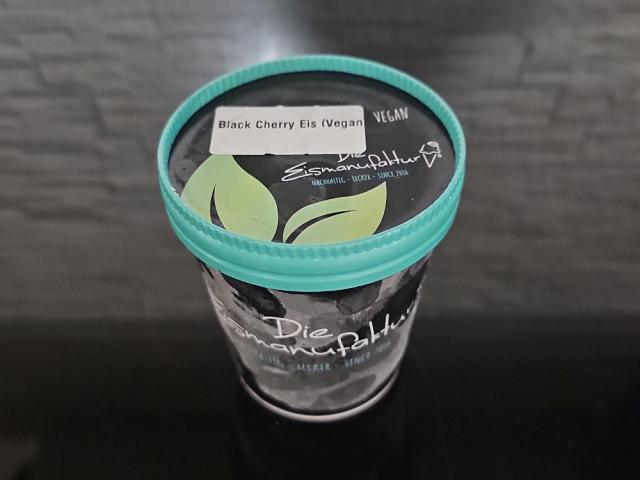 Black Cherry Eis (Vegan
VEGAN
Die
Eismanufaktur
NACHHALTIG - LECKER - SINCE 2016
Die
Eismanufaktur
LECKER - SINCE 2016